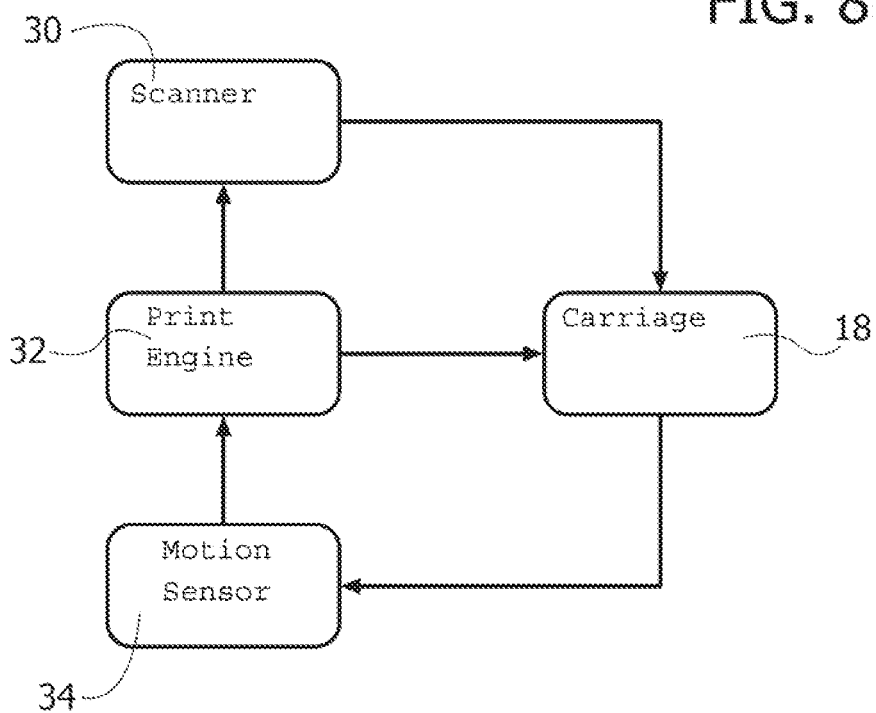 FIG. 8
30
Scanner
Print
Engine
32
Carriage
18
Motion
Sensor
34